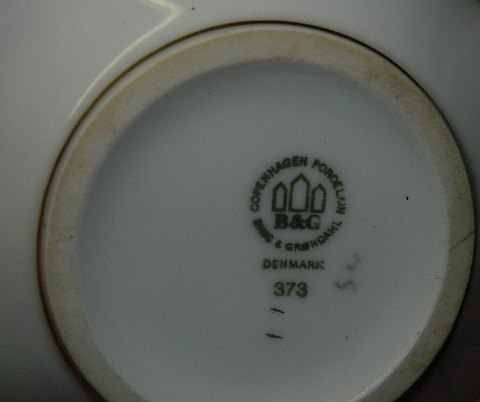 COPENHAGEN PORCELAIN
B&G
BING & GRØNDAHL
DENMARK
373